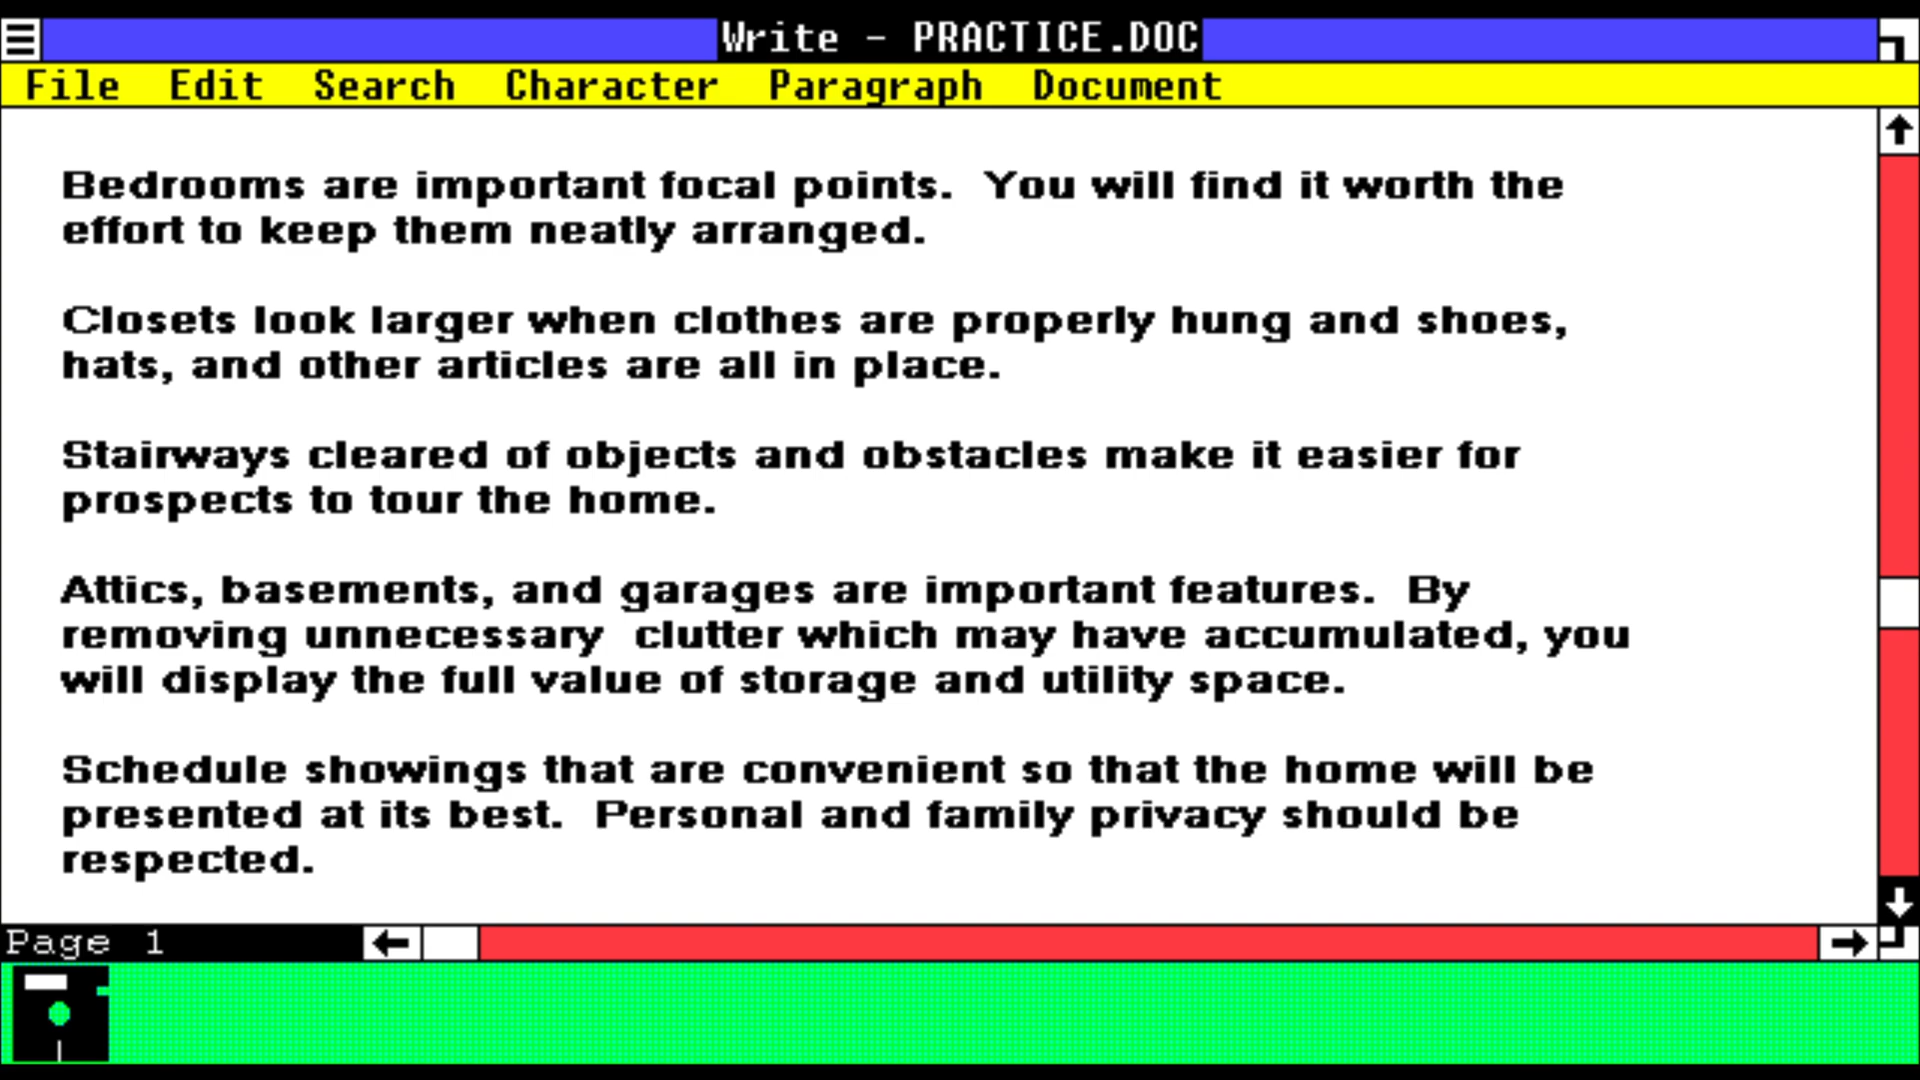 Write - PRACTICE.DOC
File Edit Search Character Paragraph Document
Bedrooms are important focal points.  You will find it worth the
effort to keep them neatly arranged.
Closets look larger when clothes are properly hung and shoes,
hats, and other articles are all in place.
Stairways cleared of objects and obstacles make it easier for
prospects to tour the home.
Attics, basements, and garages are important features.  By
removing unnecessary  clutter which may have accumulated, you
will display the full value of storage and utility space.
Schedule showings that are convenient so that the home will be
presented at its best.  Personal and family privacy should be
respected.
Page 1